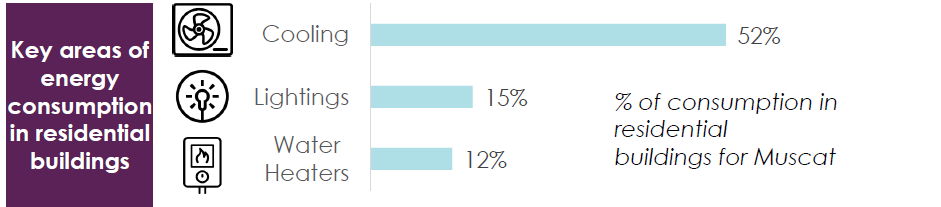 Key areas of
energy
consumption
in residential
buildings
Cooling
52%
Lightings
15%
Water
Heaters
12%
% of consumption in
residential
buildings for Muscat